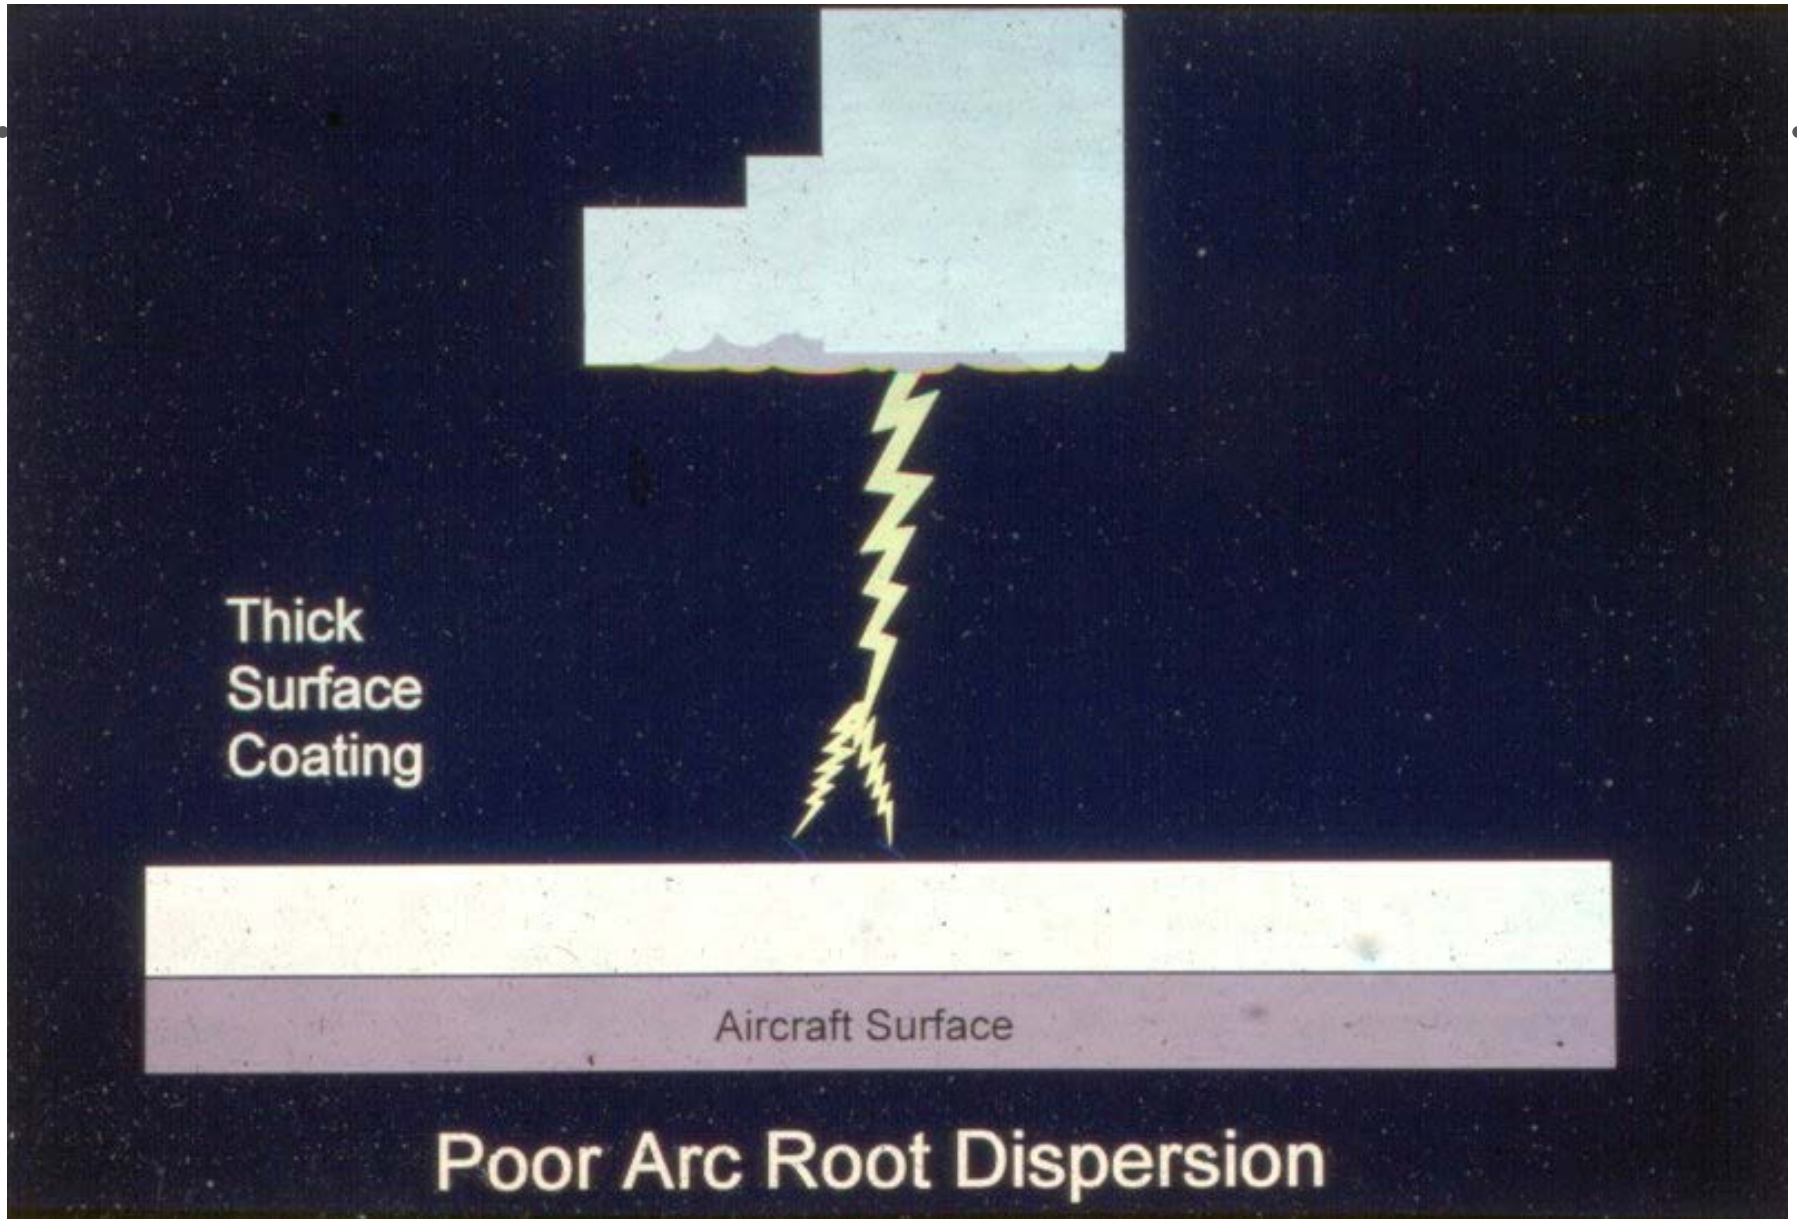 Thick
Surface
Coating
Aircraft Surface
Poor Arc Root Dispersion